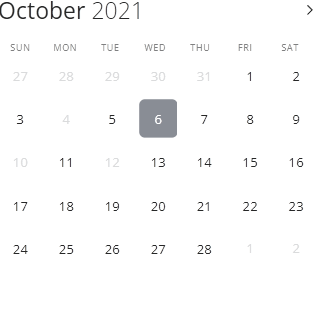 October 2021 >
SUN MON TUE WED THU FRI SAT
27 28 29 30 31 1 2
3 4 5 6 7 8 9
10 11 12 13 14 15 16
17 18 19 20 21 22 23
24 25 26 27 28 1 2